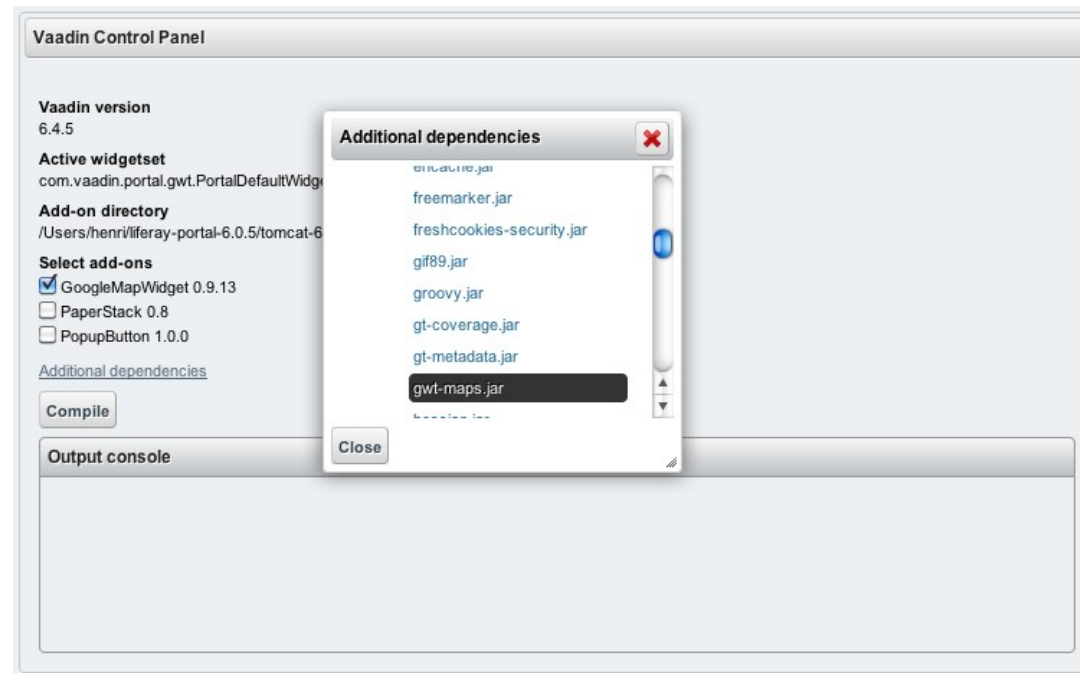 Vaadin Control Panel
Vaadin version
6.4.5
Active widgetset
com.vaadin.portal.gwt.PortalDefaultWidg
Add-on directory
/Users/henri/liferay-portal-6.0.5/tomcat-6
Select add-ons
GoogleMapWidget 0.9.13
PaperStack 0.8
PopupButton 1.0.0
Additional dependencies
Compile
Output console
Additional dependencies
ehcache.jar
freemarker.jar
freshcookies-security.jar
gif89.jar
groovy.jar
gt-coverage.jar
gt-metadata.jar
gwt-maps.jar
Close